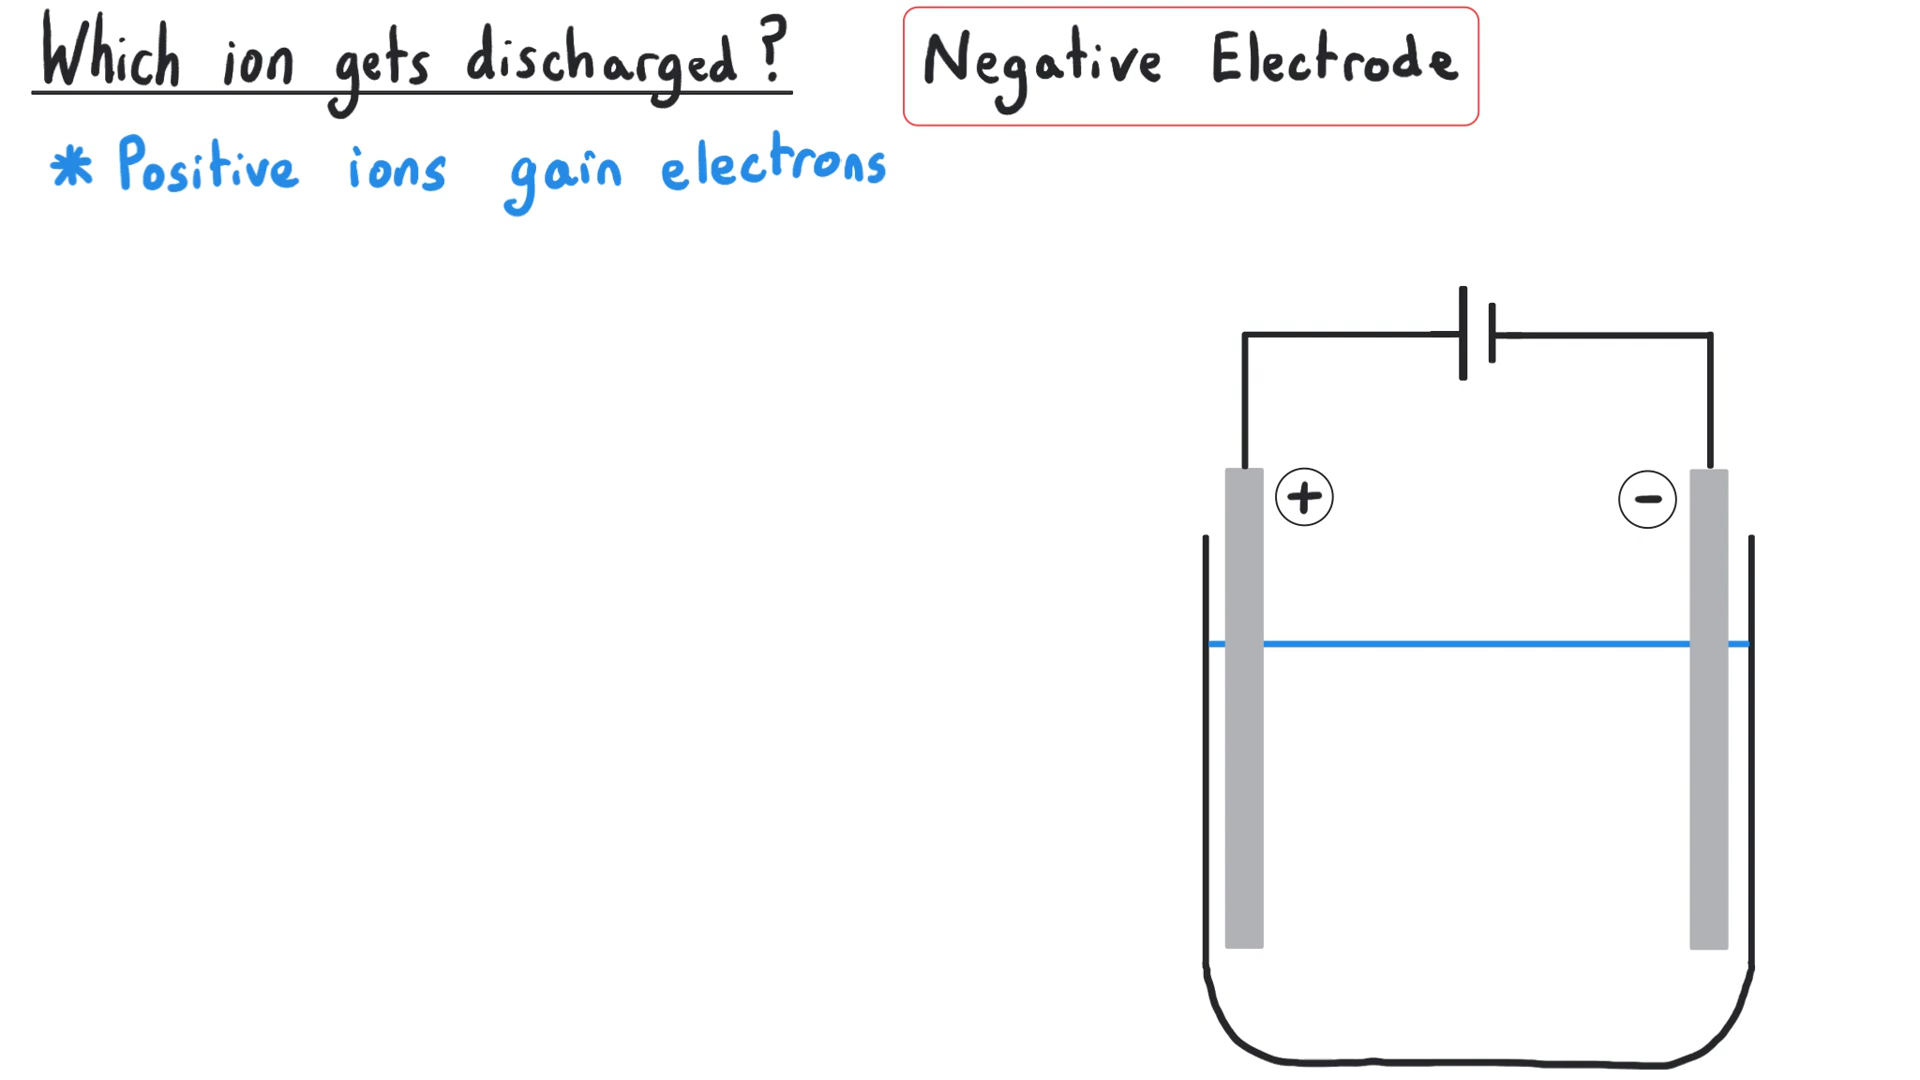 Which ion gets discharged?
Negative Electrode
* Positive ions gain electrons
+
-